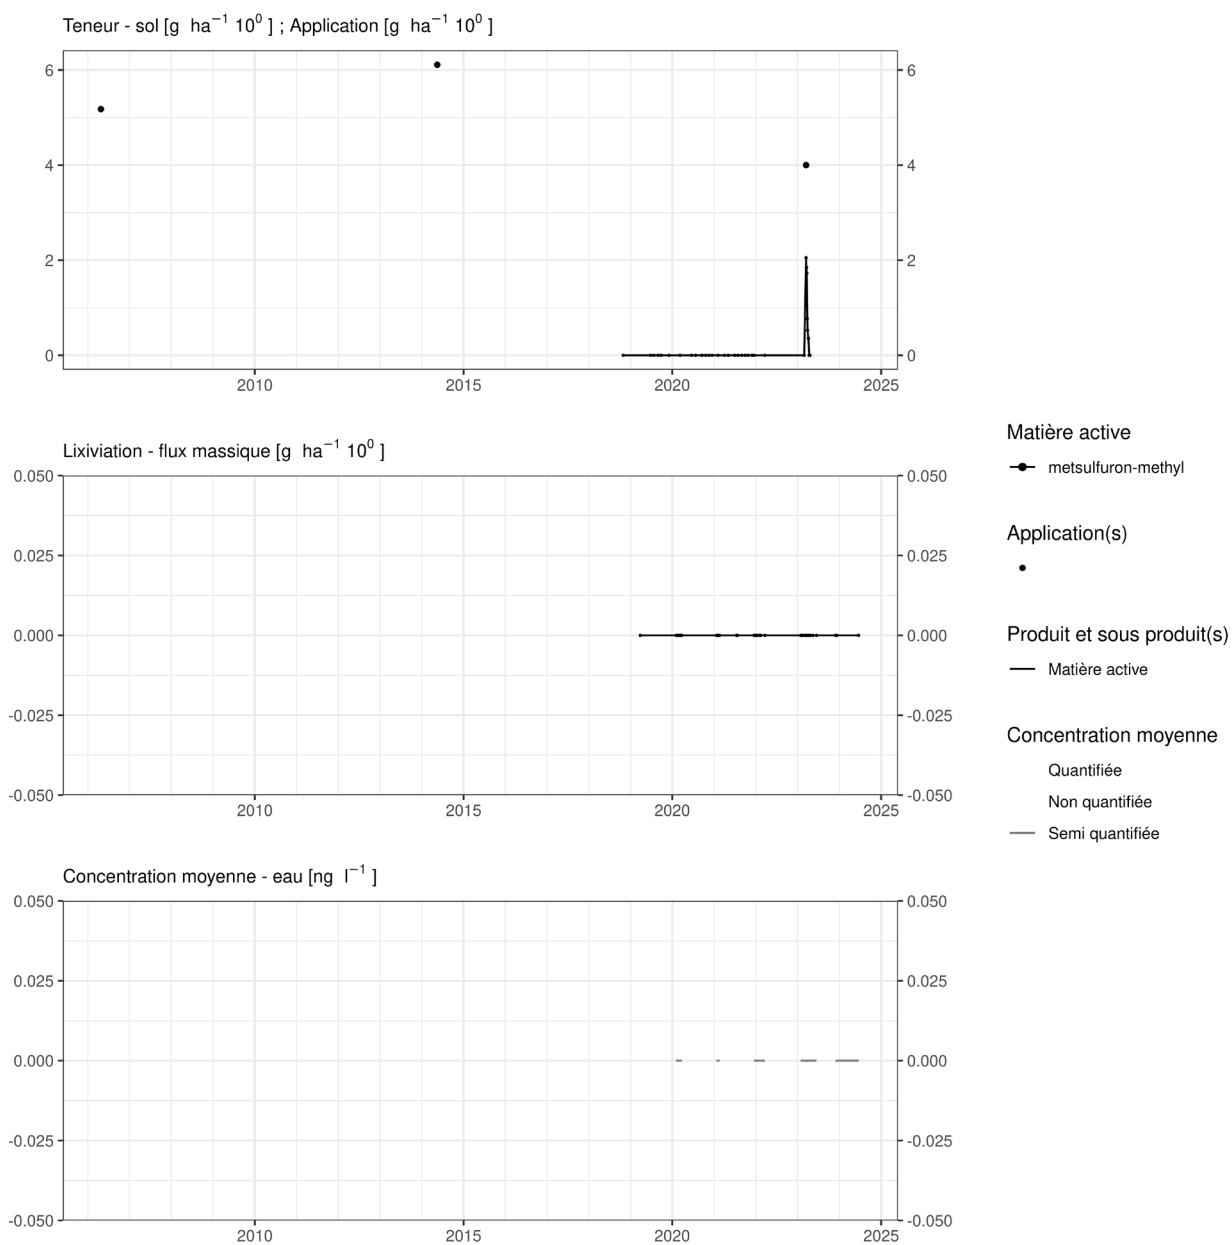 Teneur - sol [g ha⁻¹ 10⁰ ] ; Application [g ha⁻¹ 10⁰ ]
6 6
4 4
2 2
0 0
2010 2015 2020 2025
Lixiviation - flux massique [g ha⁻¹ 10⁰ ]
0.050 0.050
0.025 0.025
0.000 0.000
-0.025 -0.025
-0.050 -0.050
2010 2015 2020 2025
Concentration moyenne - eau [ng l⁻¹ ]
0.050 0.050
0.025 0.025
0.000 0.000
-0.025 -0.025
-0.050 -0.050
2010 2015 2020 2025
Matière active
metsulfuron-methyl
Application(s)
Produit et sous produit(s)
Matière active
Concentration moyenne
Quantifiée
Non quantifiée
Semi quantifiée